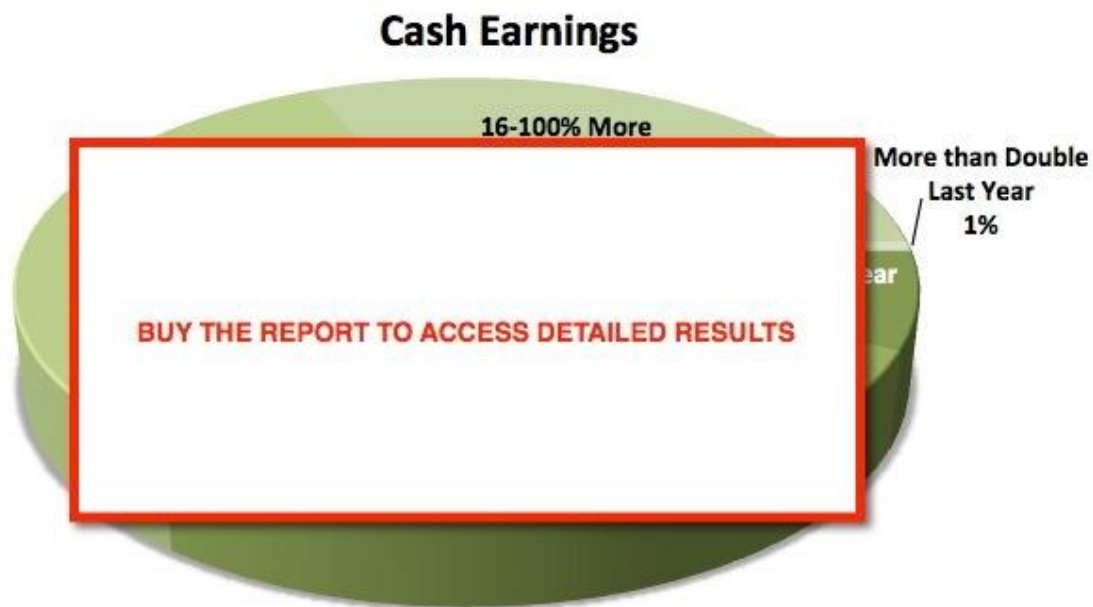 Cash Earnings
16-100% More
More than Double
Last Year
1%
BUY THE REPORT TO ACCESS DETAILED RESULTS